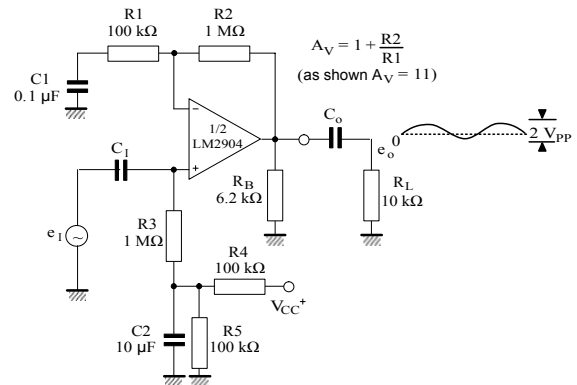 R1
100 kΩ
R2
1 MΩ
A_V = 1 + R2/R1
(as shown A_V = 11)
C1
0.1 µF
1/2
LM2904
C_o
0
2 V_PP
e_o
C_I
R_B
6.2 kΩ
R_L
10 kΩ
R3
1 MΩ
e_I
~
R4
100 kΩ
V_CC+
C2
10 µF
R5
100 kΩ